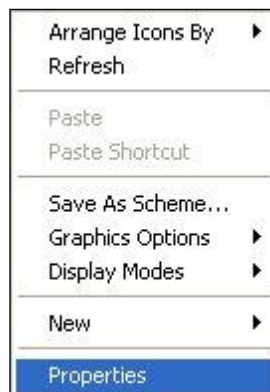 Arrange Icons By
Refresh
Paste
Paste Shortcut
Save As Scheme...
Graphics Options
Display Modes
New
Properties